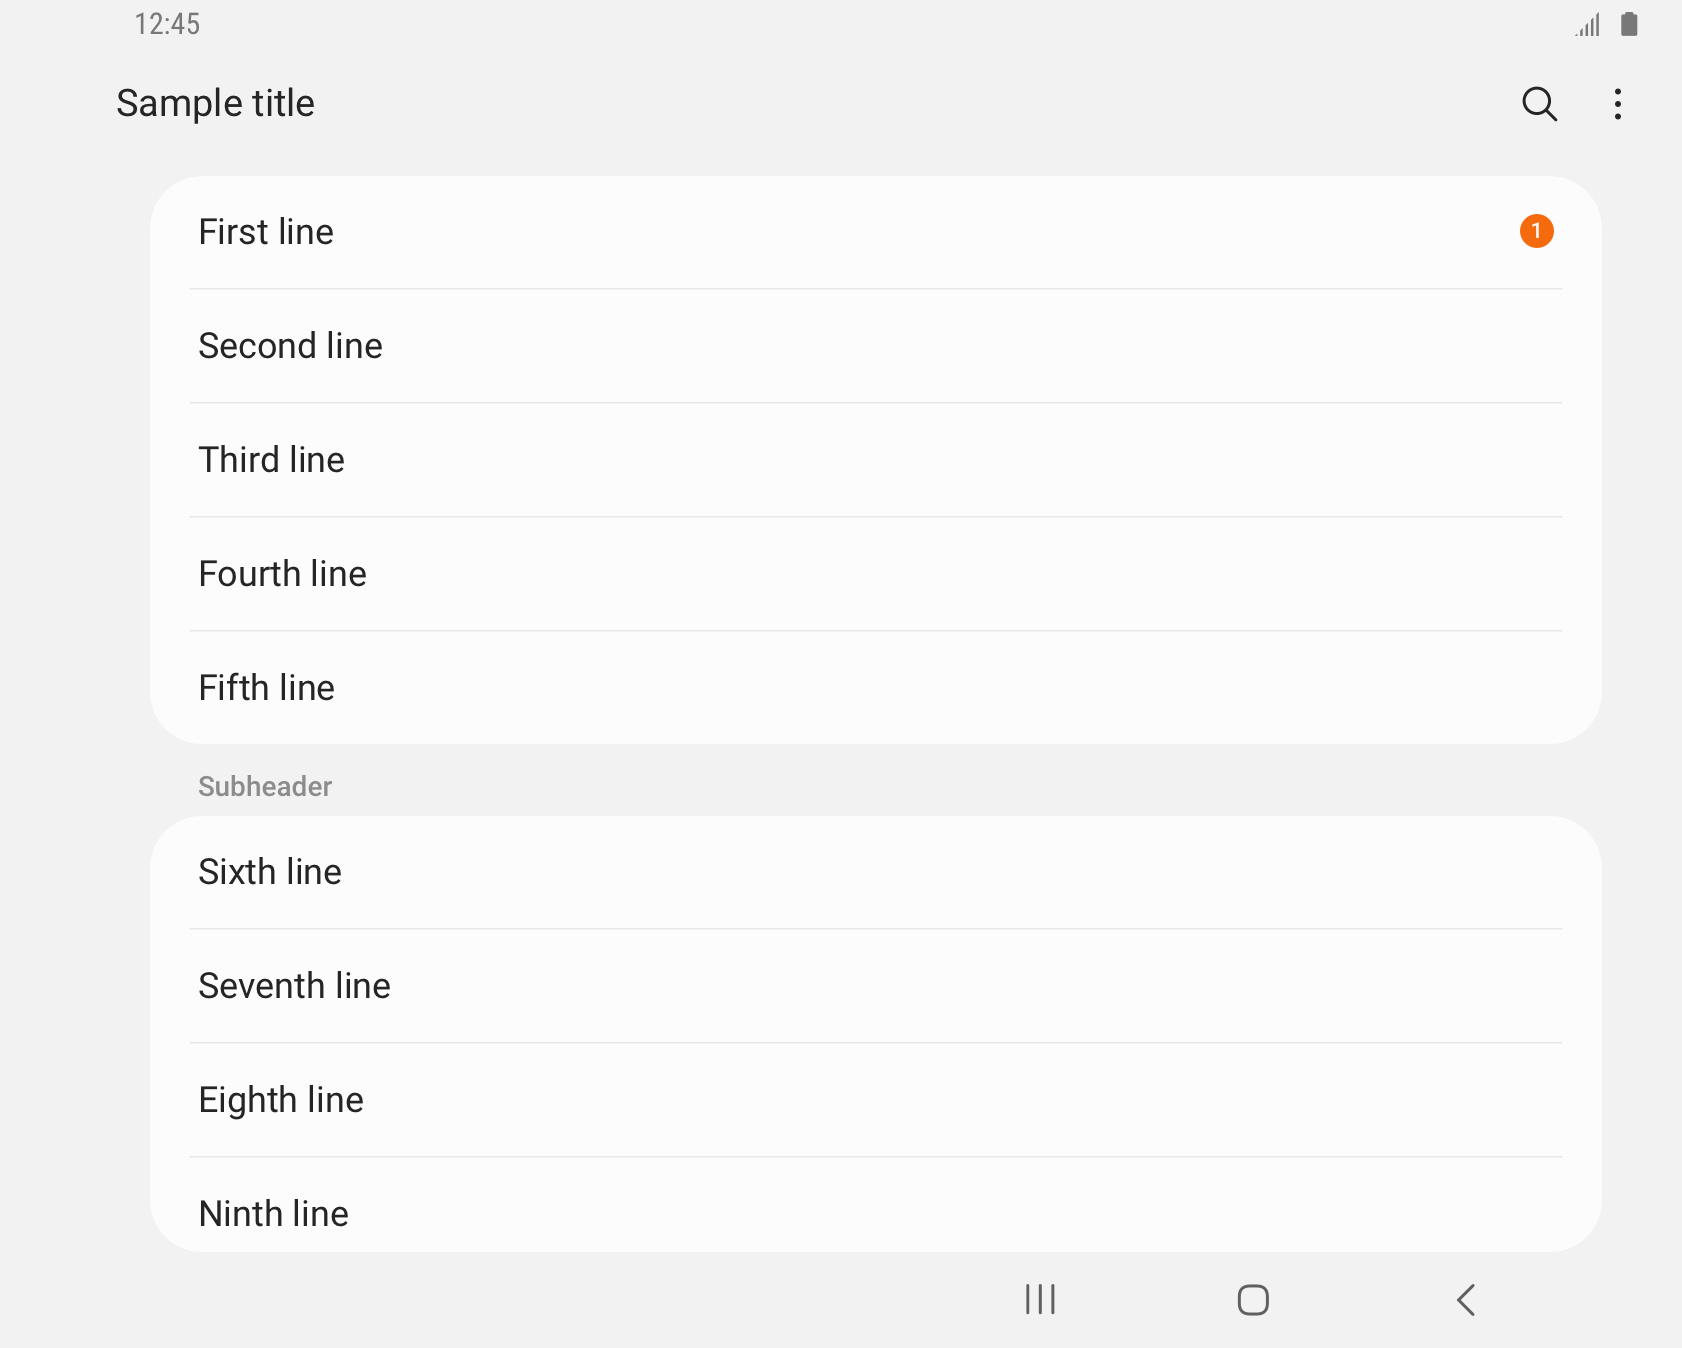 12:45
Sample title
First line
1
Second line
Third line
Fourth line
Fifth line
Subheader
Sixth line
Seventh line
Eighth line
Ninth line